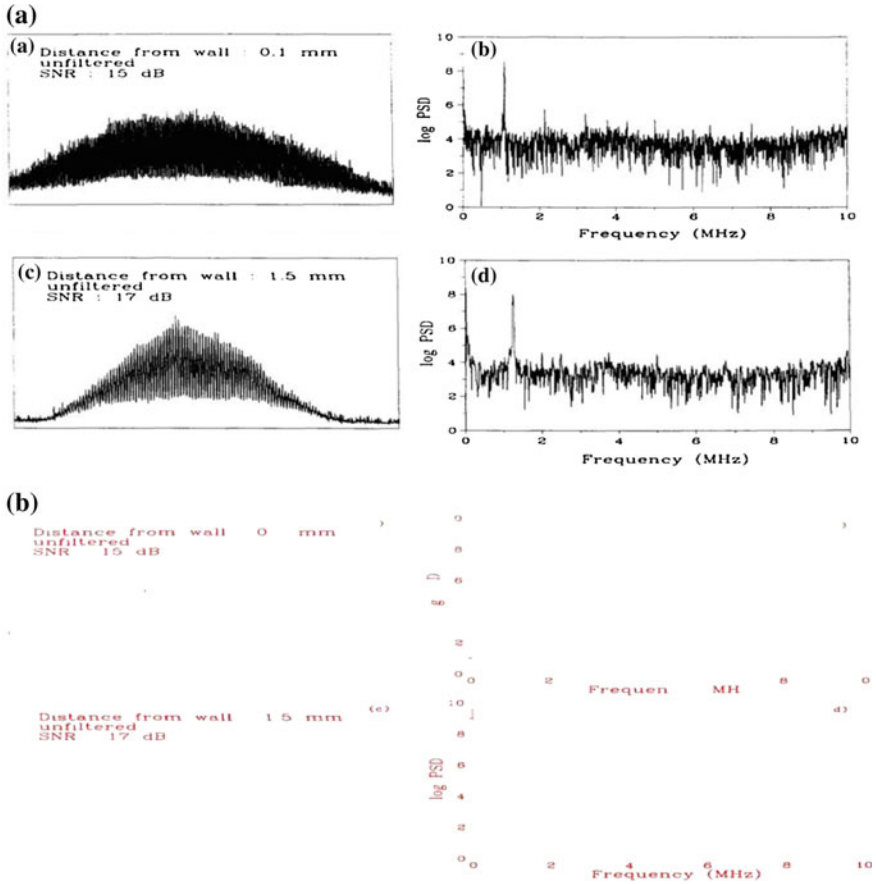 (a)
(a) Distance from wall : 0.1 mm
unfiltered
SNR : 15 dB
(b)
10
8
6
4
2
0
log PSD
0 2 4 6 8 10
Frequency (MHz)
(c) Distance from wall : 1.5 mm
unfiltered
SNR : 17 dB
(d)
10
8
6
4
2
0
log PSD
0 2 4 6 8 10
Frequency (MHz)
(b)
Distance from wall 0 mm
unfiltered
SNR 15 dB
)
0
8
6
2
0
g D
0 2 8 0
Frequen MH
Distance from wall 1 5 mm
unfiltered
SNR 17 dB
(c)
10
8
6
4
2
0
log PSD
d)
0 2 4 6 8 10
Frequency (MHz)